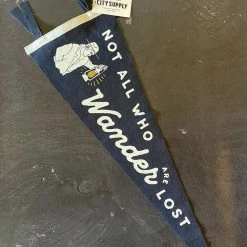 CITY SUPPLY
NOT ALL WHO
Wander
ARE
LOST